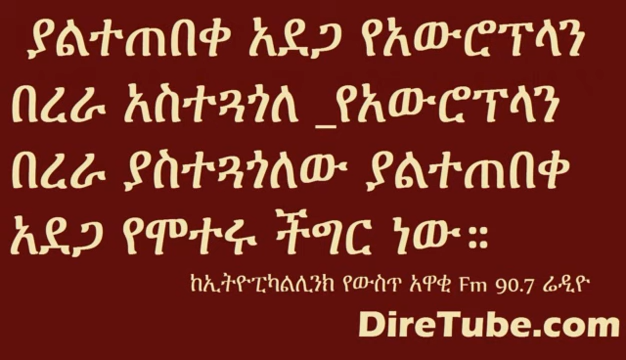 ያልተጠበቀ አደጋ የአውሮፕላን
በረራ አስተጓጎለ _የአውሮፕላን
በረራ ያስተጓጎለው ያልተጠበቀ
አደጋ የሞተሩ ችግር ነው።
ከኢትዮፒካልሊንክ የውስጥ አዋቂ Fm 90.7 ሬዲዮ
DireTube.com